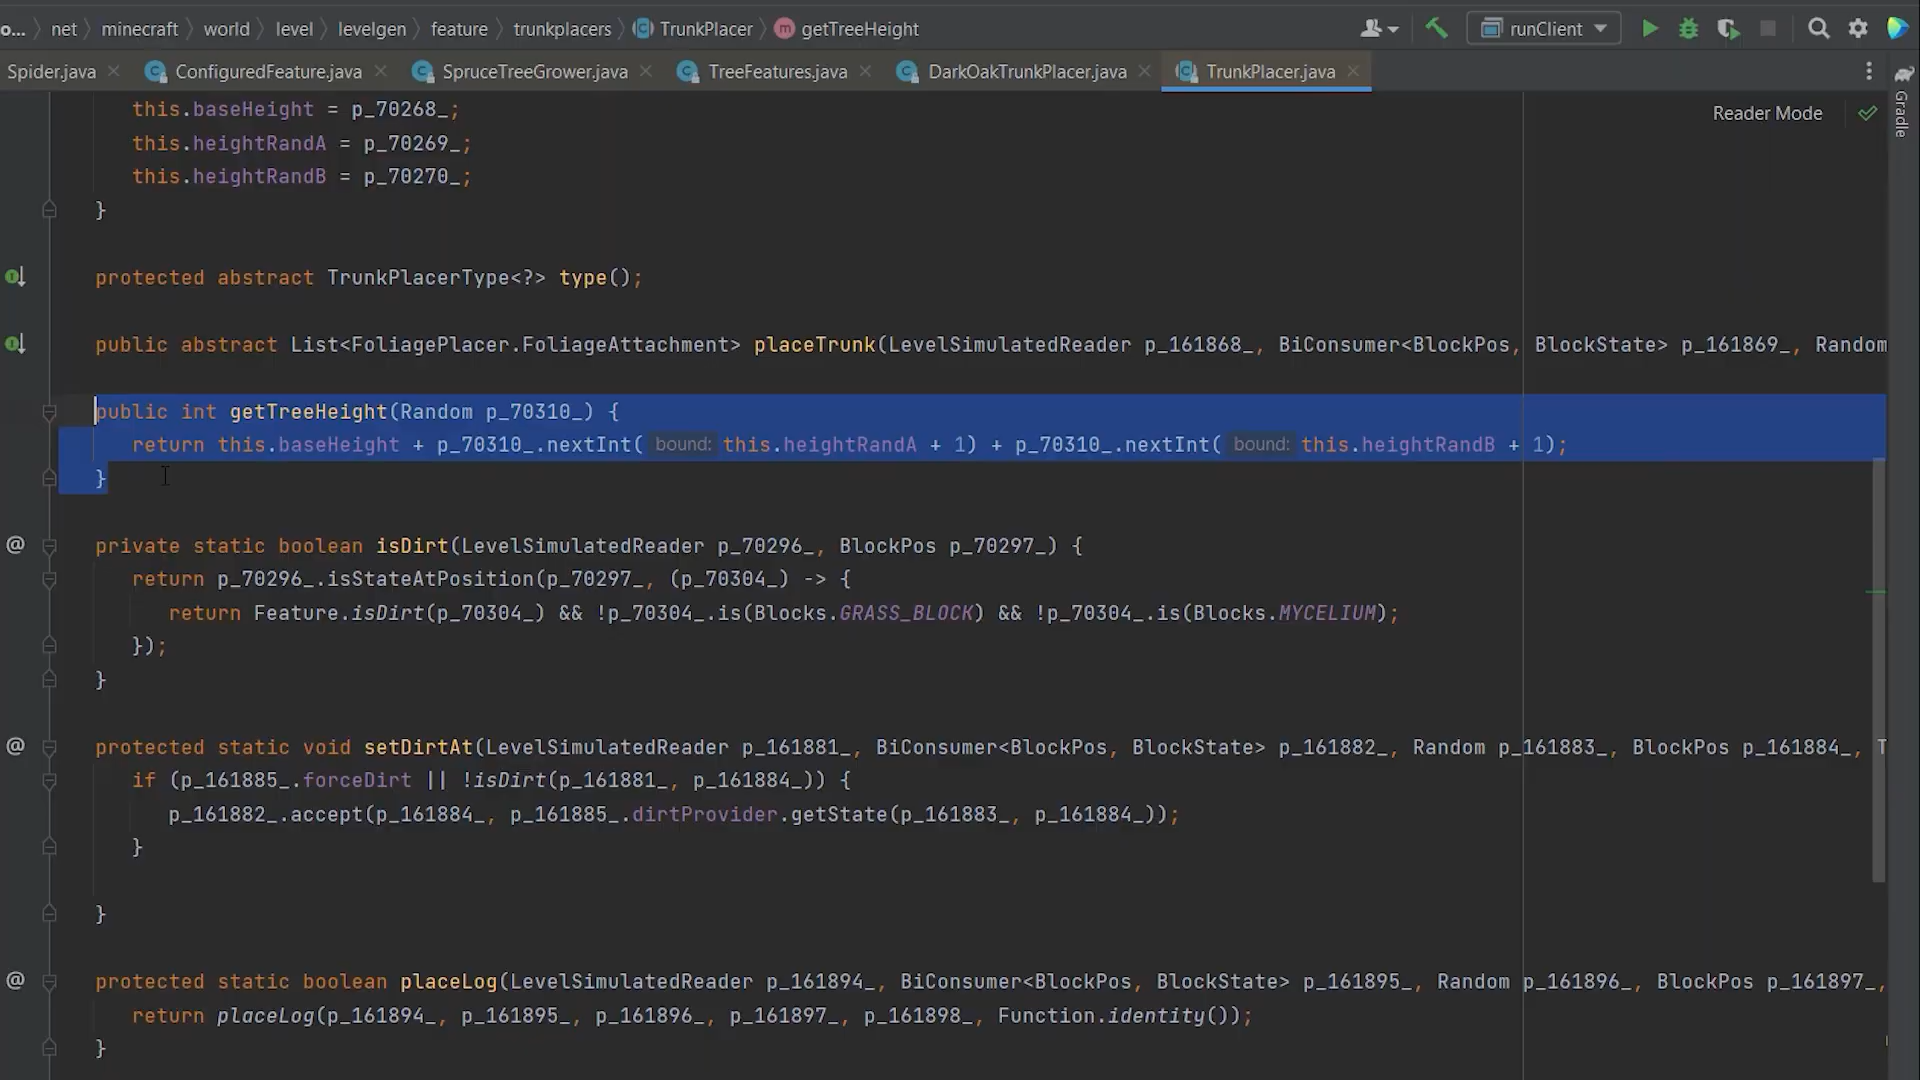 o... net minecraft world level levelgen feature trunkplacers TrunkPlacer getTreeHeight runClient
Spider.java ConfiguredFeature.java SpruceTreeGrower.java TreeFeatures.java DarkOakTrunkPlacer.java TrunkPlacer.java
Gradle
Reader Mode
this.baseHeight = p_70268_;
this.heightRandA = p_70269_;
this.heightRandB = p_70270_;
}
protected abstract TrunkPlacerType<?> type();
public abstract List<FoliagePlacer.FoliageAttachment> placeTrunk(LevelSimulatedReader p_161868_, BiConsumer<BlockPos, BlockState> p_161869_, Random
public int getTreeHeight(Random p_70310_) {
return this.baseHeight + p_70310_.nextInt( bound: this.heightRandA + 1) + p_70310_.nextInt( bound: this.heightRandB + 1);
}
@ private static boolean isDirt(LevelSimulatedReader p_70296_, BlockPos p_70297_) {
return p_70296_.isStateAtPosition(p_70297_, (p_70304_) -> {
return Feature.isDirt(p_70304_) && !p_70304_.is(Blocks.GRASS_BLOCK) && !p_70304_.is(Blocks.MYCELIUM);
});
}
@ protected static void setDirtAt(LevelSimulatedReader p_161881_, BiConsumer<BlockPos, BlockState> p_161882_, Random p_161883_, BlockPos p_161884_, T
if (p_161885_.forceDirt || !isDirt(p_161881_, p_161884_)) {
p_161882_.accept(p_161884_, p_161885_.dirtProvider.getState(p_161883_, p_161884_));
}
}
@ protected static boolean placeLog(LevelSimulatedReader p_161894_, BiConsumer<BlockPos, BlockState> p_161895_, Random p_161896_, BlockPos p_161897_,
return placeLog(p_161894_, p_161895_, p_161896_, p_161897_, p_161898_, Function.identity());
}